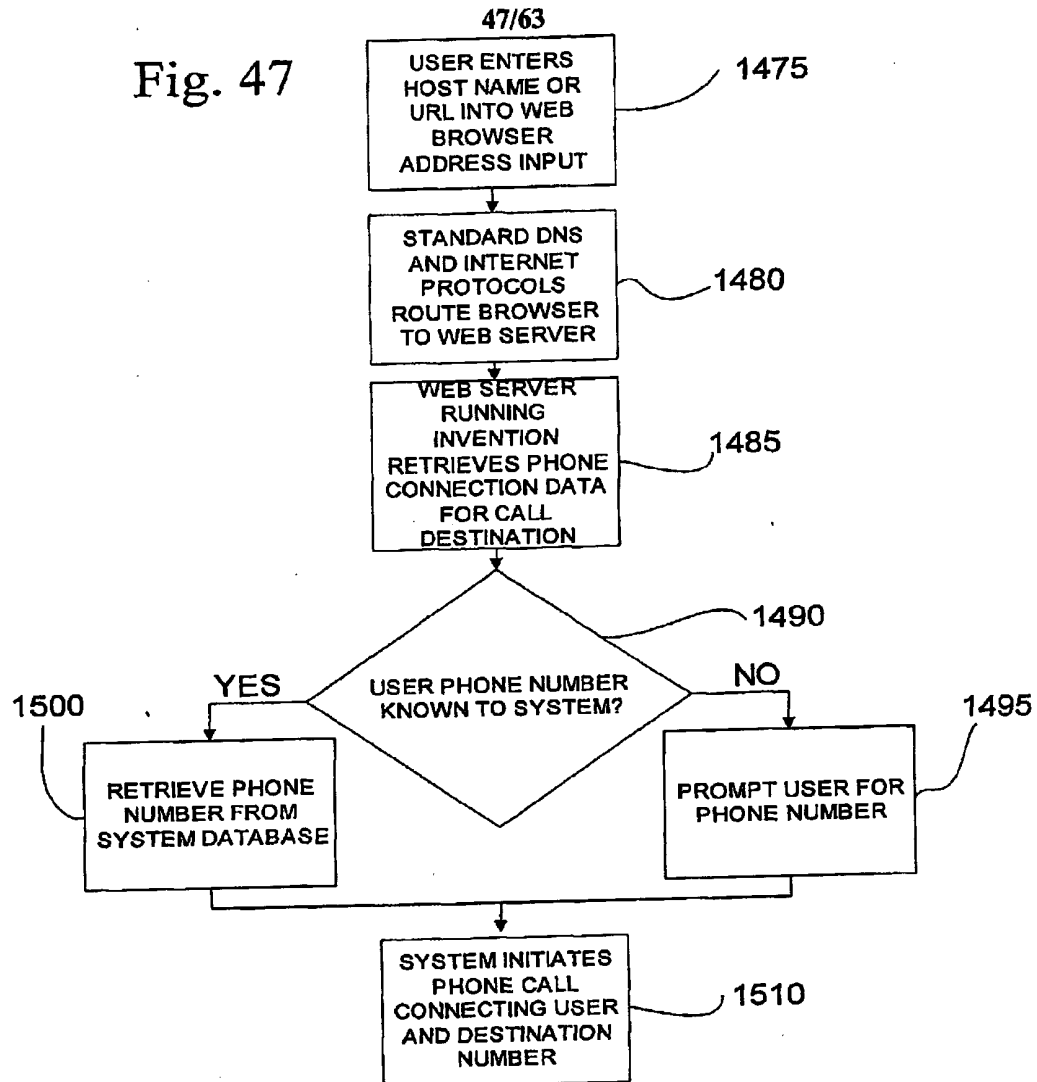 47/63
Fig. 47
USER ENTERS
HOST NAME OR
URL INTO WEB
BROWSER
ADDRESS INPUT
1475
STANDARD DNS
AND INTERNET
PROTOCOLS
ROUTE BROWSER
TO WEB SERVER
1480
WEB SERVER
RUNNING
INVENTION
RETRIEVES PHONE
CONNECTION DATA
FOR CALL
DESTINATION
1485
1490
USER PHONE NUMBER
KNOWN TO SYSTEM?
YES
NO
1500
1495
RETRIEVE PHONE
NUMBER FROM
SYSTEM DATABASE
PROMPT USER FOR
PHONE NUMBER
SYSTEM INITIATES
PHONE CALL
CONNECTING USER
AND DESTINATION
NUMBER
1510